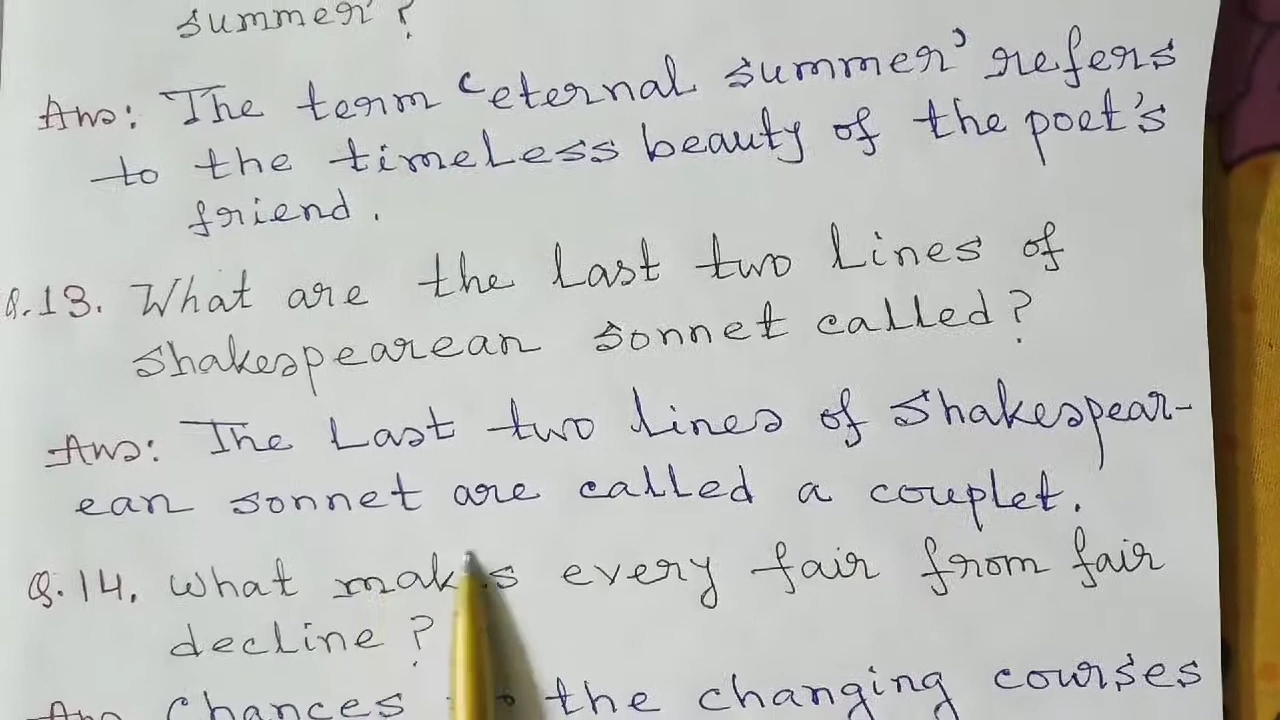 summer?
Ans: The term 'eternal summer' refers
to the timeless beauty of the poet's
friend.
Q.13. What are the last two lines of
Shakespearean sonnet called?
Ans: The last two lines of Shakespear-
ean sonnet are called a couplet.
Q.14. What makes every fair from fair
decline?
Ans Chances the changing courses